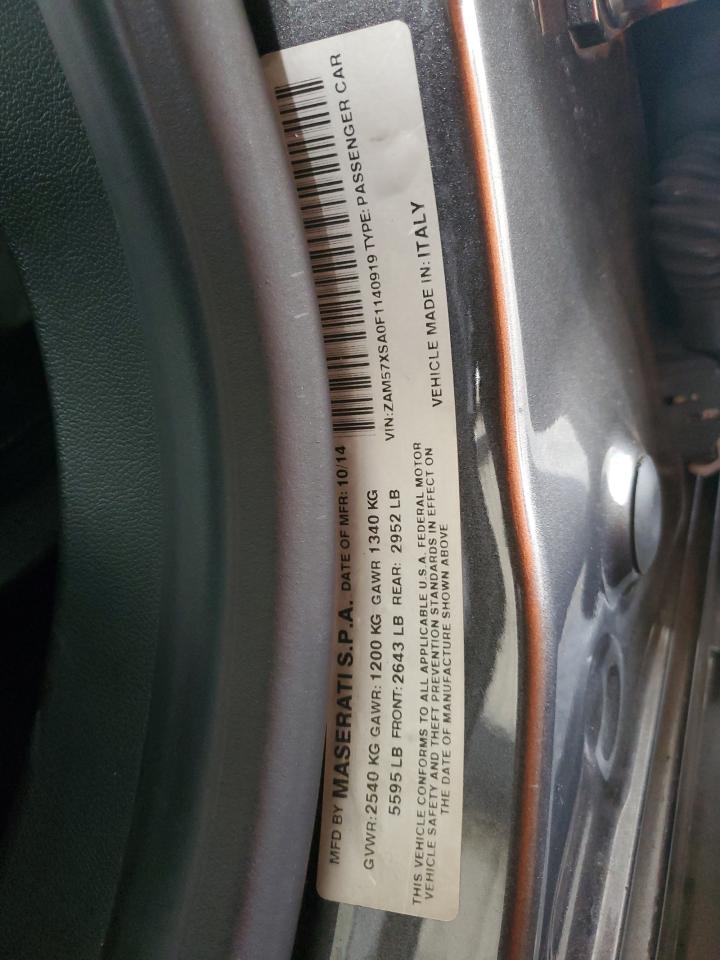 MFD BY MASERATI S.P.A. DATE OF MFR: 10/14
GVWR: 2540 KG GAWR: 1200 KG GAWR 1340 KG
5595 LB FRONT: 2643 LB REAR: 2952 LB
VIN:ZAM57XSA0F1140919 TYPE: PASSENGER CAR
THIS VEHICLE CONFORMS TO ALL APPLICABLE U.S.A. FEDERAL MOTOR
VEHICLE SAFETY AND THEFT PREVENTION STANDARDS IN EFFECT ON
THE DATE OF MANUFACTURE SHOWN ABOVE
VEHICLE MADE IN: ITALY